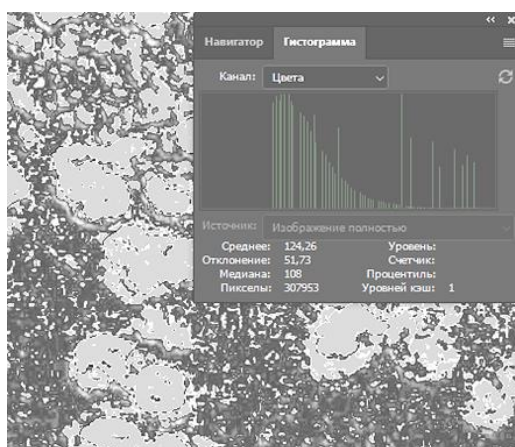 Навигатор Гистограмма
Канал: Цвета
Источник: Изображение полностью
Среднее: 124,26 Уровень:
Отклонение: 51,73 Счетчик:
Медиана: 108 Процентиль:
Пикселы: 307953 Уровней кэш: 1